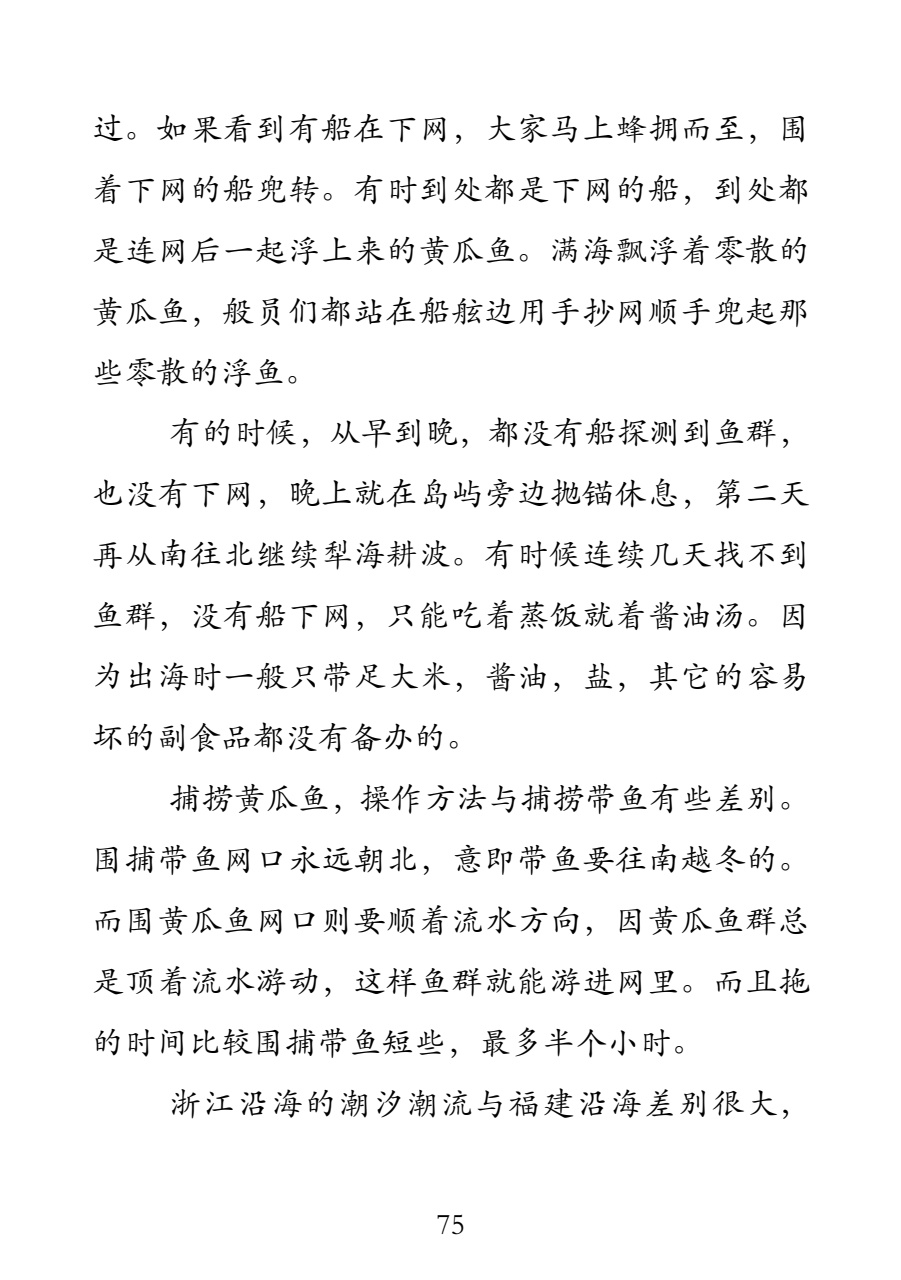 过。如果看到有船在下网，大家马上蜂拥而至，围
着下网的船兜转。有时到处都是下网的船，到处都
是连网后一起浮上来的黄瓜鱼。满海飘浮着零散的
黄瓜鱼，般员们都站在船舷边用手抄网顺手兜起那
些零散的浮鱼。
有的时候，从早到晚，都没有船探测到鱼群，
也没有下网，晚上就在岛屿旁边抛锚休息，第二天
再从南往北继续犁海耕波。有时候连续几天找不到
鱼群，没有船下网，只能吃着蒸饭就着酱油汤。因
为出海时一般只带足大米，酱油，盐，其它的容易
坏的副食品都没有备办的。
捕捞黄瓜鱼，操作方法与捕捞带鱼有些差别。
围捕带鱼网口永远朝北，意即带鱼要往南越冬的。
而围黄瓜鱼网口则要顺着流水方向，因黄瓜鱼群总
是顶着流水游动，这样鱼群就能游进网里。而且拖
的时间比较围捕带鱼短些，最多半个小时。
浙江沿海的潮汐潮流与福建沿海差别很大，
75